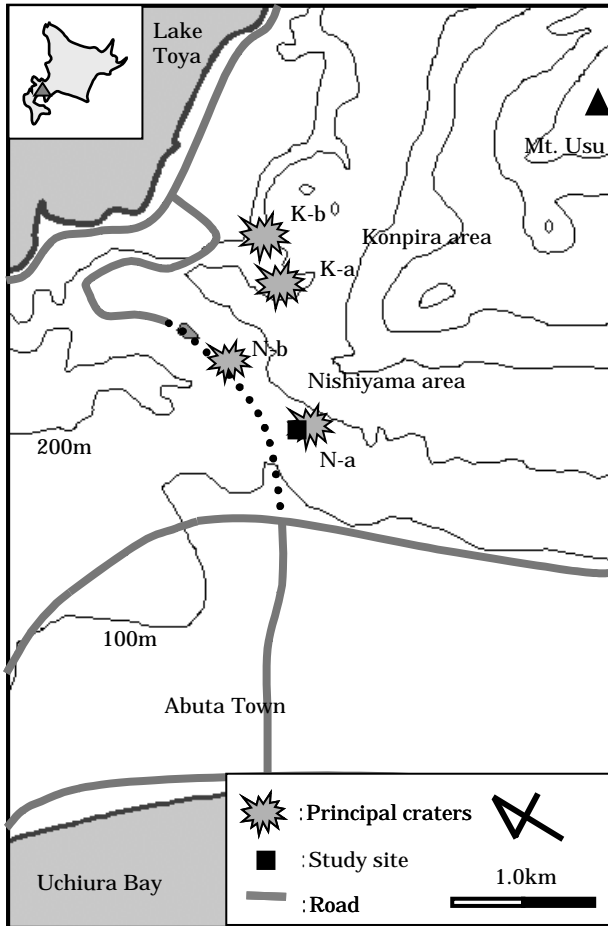 Lake
Toya
Mt. Usu
K-b
Konpira area
K-a
N-b
Nishiyama area
200m
N-a
100m
Abuta Town
:Principal craters
:Study site
1.0km
Uchiura Bay
:Road